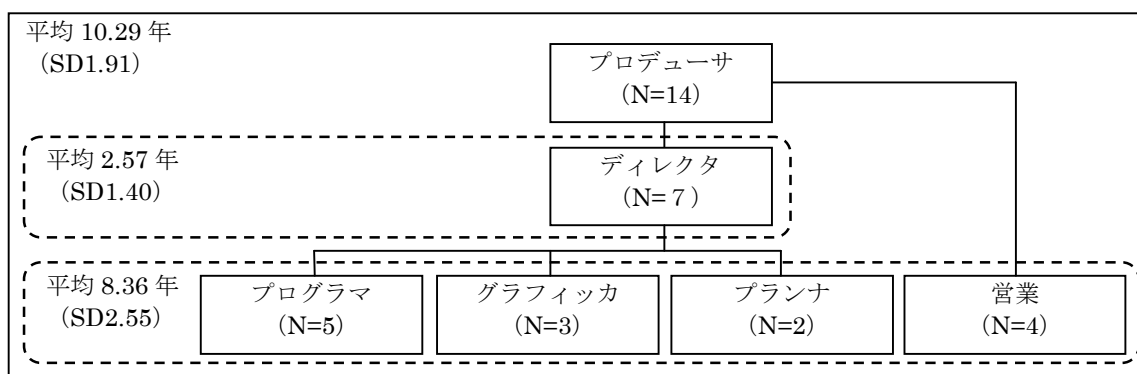 平均 10.29 年
(SD1.91)
プロデューサ
(N=14)
平均 2.57 年
(SD1.40)
ディレクタ
(N=７)
平均 8.36 年
(SD2.55)
プログラマ
(N=5)
グラフィッカ
(N=3)
プランナ
(N=2)
営業
(N=4)